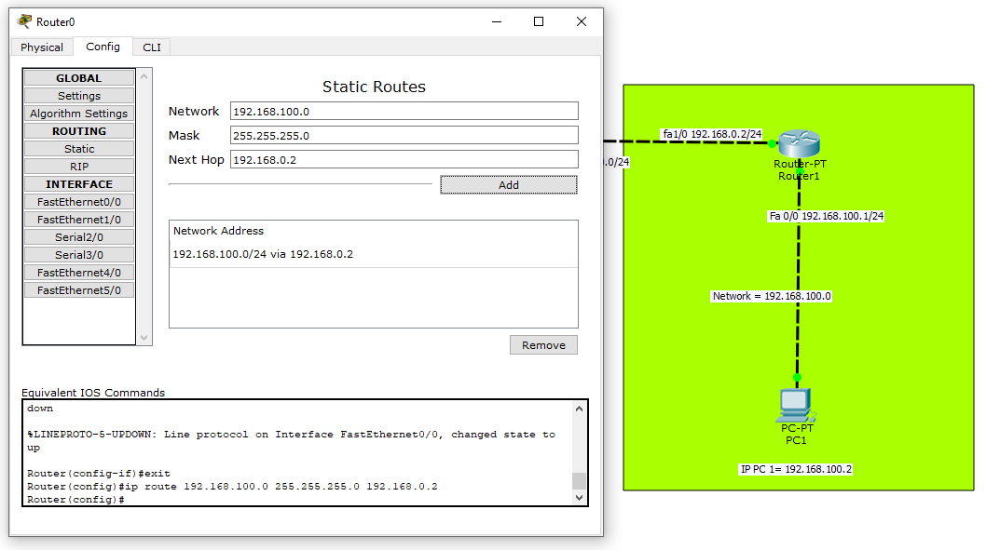 Router0
Physical
Config
CLI
GLOBAL
Settings
Algorithm Settings
ROUTING
Static
RIP
INTERFACE
FastEthernet0/0
FastEthernet1/0
Serial2/0
Serial3/0
FastEthernet4/0
FastEthernet5/0
Static Routes
Network 192.168.100.0
Mask 255.255.255.0
Next Hop 192.168.0.2
Add
Network Address
192.168.100.0/24 via 192.168.0.2
Remove
Equivalent IOS Commands
down
%LINEPROTO-5-UPDOWN: Line protocol on Interface FastEthernet0/0, changed state to
up
Router(config-if)#exit
Router(config)#ip route 192.168.100.0 255.255.255.0 192.168.0.2
Router(config)#
fa1/0 192.168.0.2/24
.0/24
Router-PT
Router1
Fa 0/0 192.168.100.1/24
Network = 192.168.100.0
PC-PT
PC1
IP PC 1= 192.168.100.2